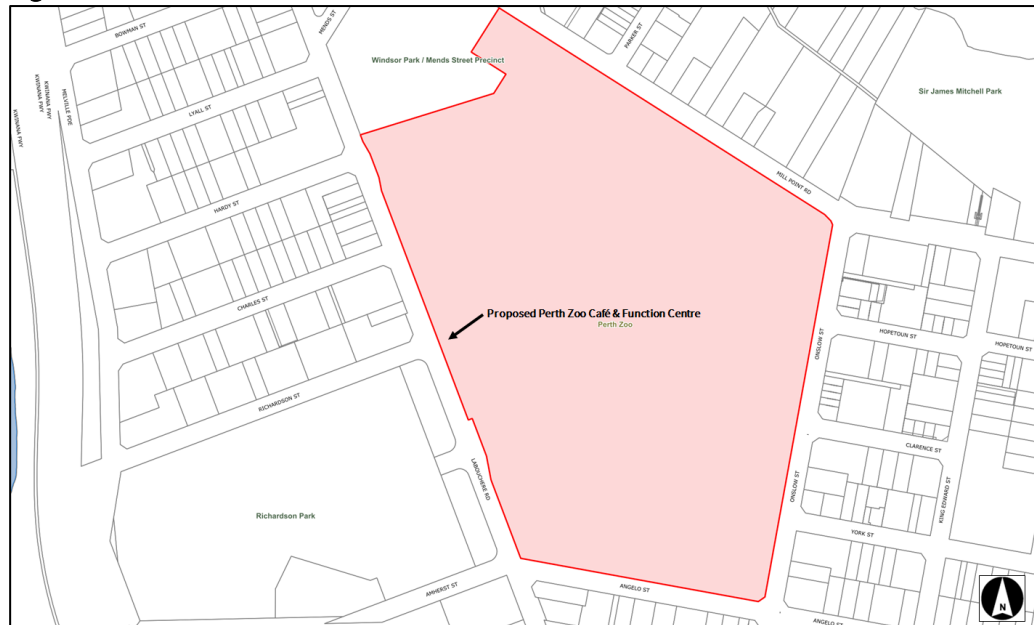 BOWMAN ST
MENDS ST
PARKER ST
Windsor Park / Mends Street Precinct
Sir James Mitchell Park
KWINANA FWY
KWINANA FWY
KWINANA FWY
MELVILLE PDE
LYALL ST
MILL POINT RD
HARDY ST
CHARLES ST
Proposed Perth Zoo Café & Function Centre
Perth Zoo
ONSLOW ST
HOPETOUN ST
HOPETOUN ST
RICHARDSON ST
CLARENCE ST
LABOUCHERE RD
ONSLOW ST
KING EDWARD ST
Richardson Park
YORK ST
AMHERST ST
ANGELO ST
ANGELO ST
N